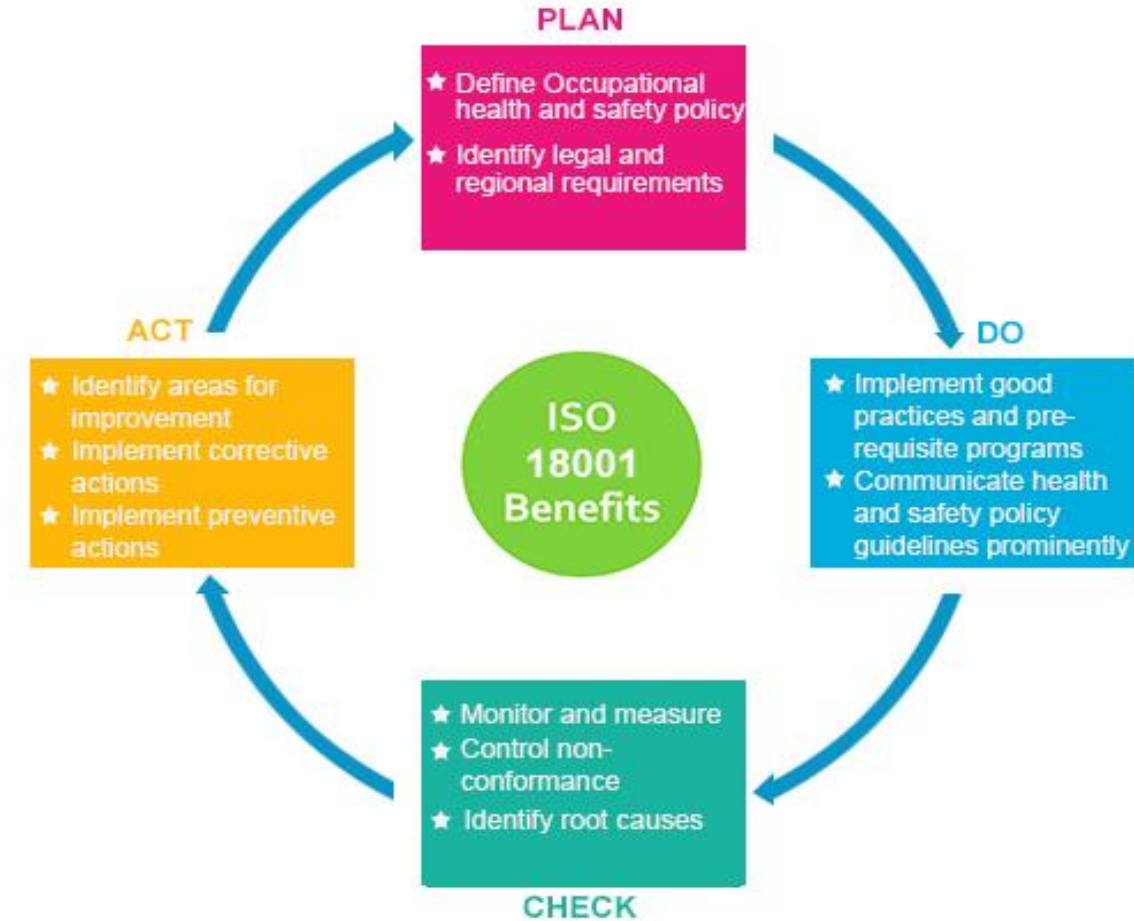 PLAN
Define Occupational
health and safety policy
Identify legal and
regional requirements
DO
Implement good
practices and pre-
requisite programs
Communicate health
and safety policy
guidelines prominently
Monitor and measure
Control non-
conformance
Identify root causes
CHECK
ACT
Identify areas for
improvement
Implement corrective
actions
Implement preventive
actions
ISO
18001
Benefits